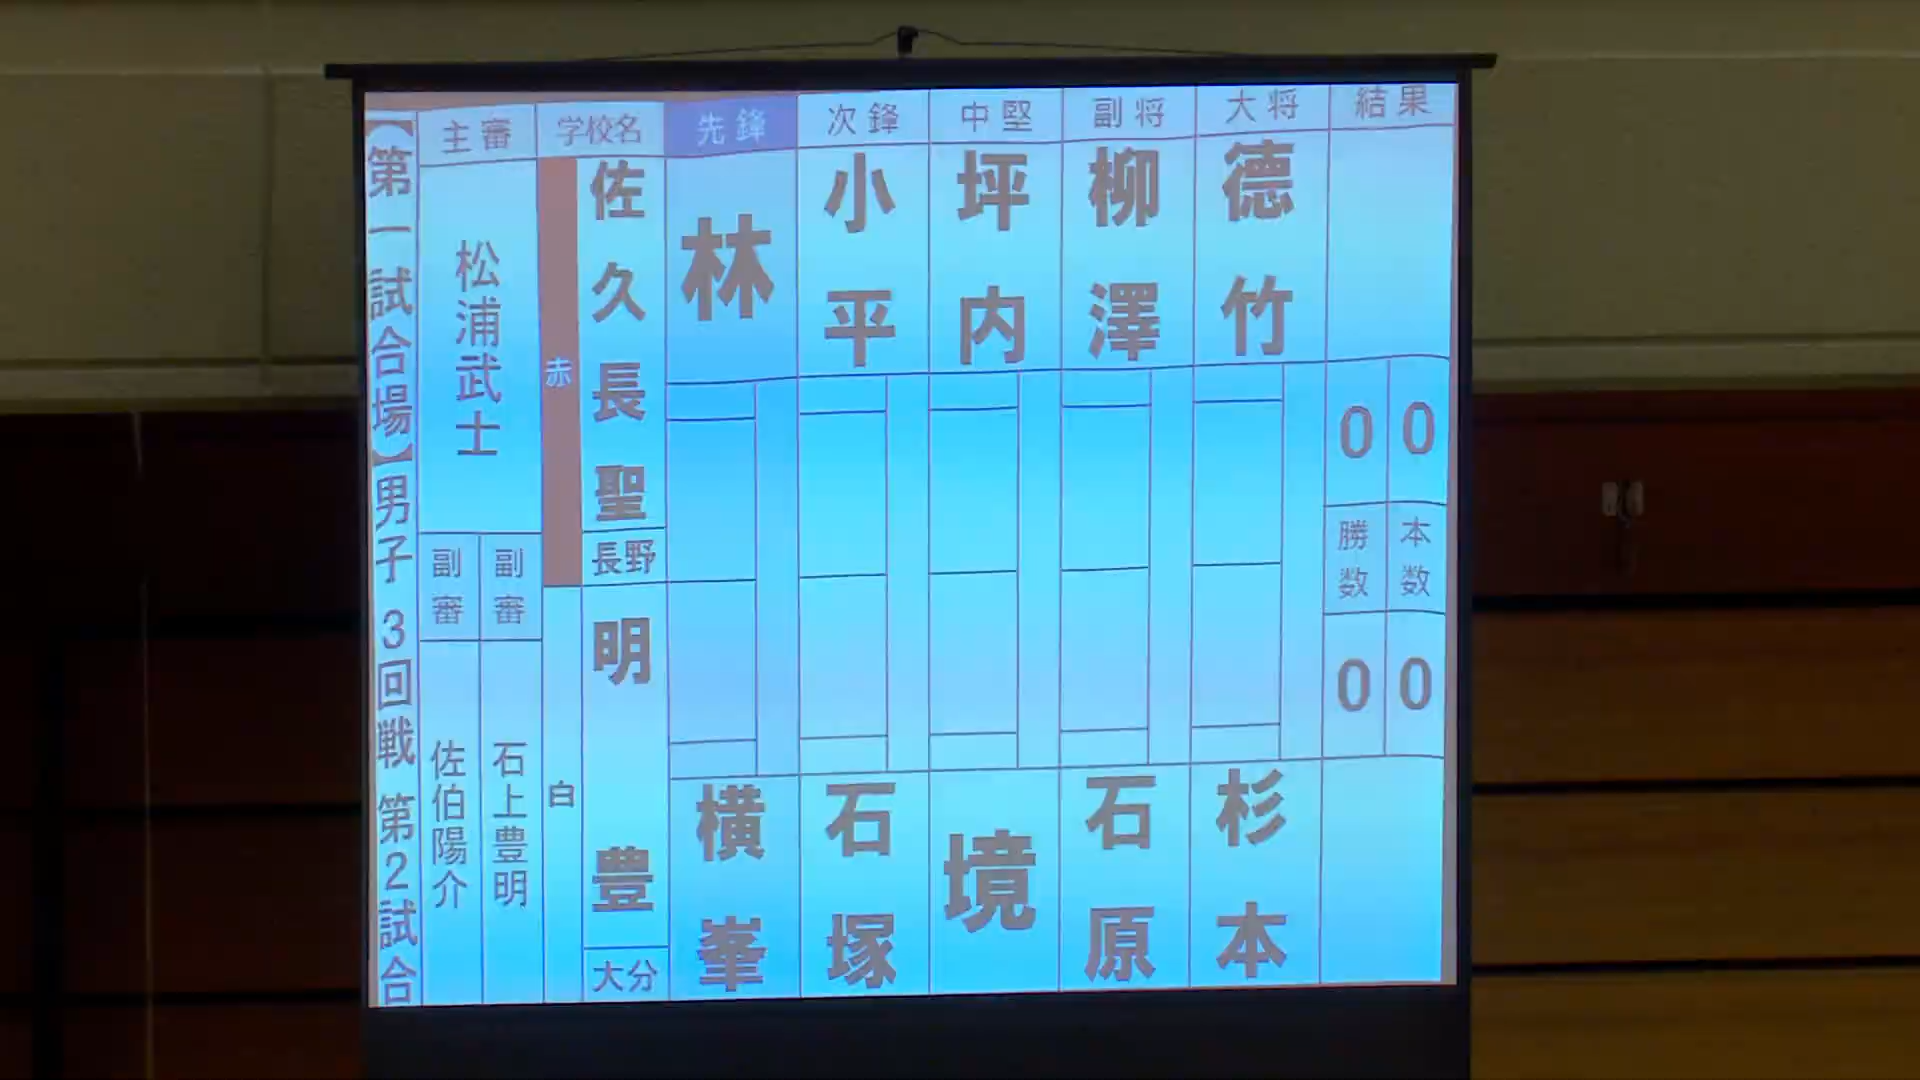 【第一試合場】男子 3回戦 第2試合
主審
松浦武士
副審
佐伯陽介
副審
石上豊明
学校名
赤
佐久長聖
長野
白
明豊
大分
先鋒
林
横峯
次鋒
小平
石塚
中堅
坪内
境
副将
柳澤
石原
大将
德竹
杉本
結果
0 0
勝数
本数
0 0